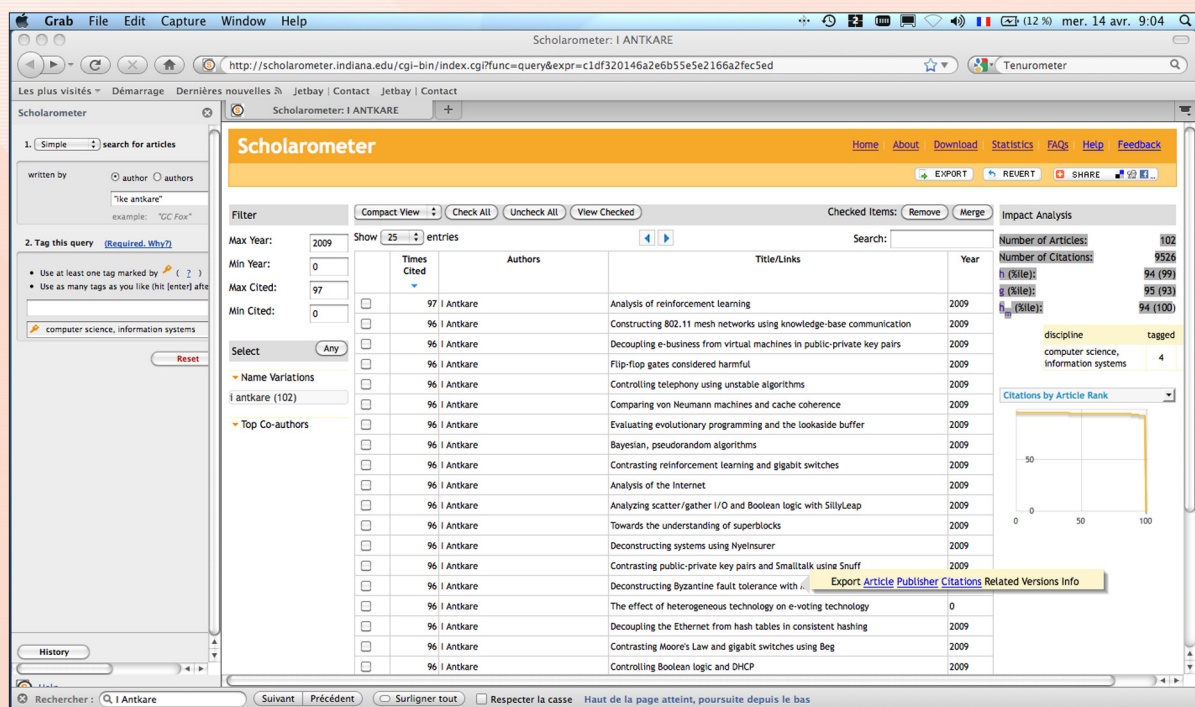 Grab File Edit Capture Window Help (12 %) mer. 14 avr. 9:04
Scholarometer: I ANTKARE
http://scholarometer.indiana.edu/cgi-bin/index.cgi?func=query&expr=c1df320146a2e6b55e5e2166a2fec5ed Tenurometer
Les plus visités Démarrage Dernières nouvelles Jetbay | Contact Jetbay | Contact
Scholarometer
Scholarometer: I ANTKARE +
1. Simple search for articles
written by
author authors
"ike antkare"
example: "GC Fox"
2. Tag this query (Required. Why?)
Use at least one tag marked by ( ? )
Use as many tags as you like (hit [enter] afte
computer science, information systems
Reset
History
Scholarometer
Home About Download Statistics FAQs Help Feedback
EXPORT REVERT SHARE
Filter
Max Year: 2009
Min Year: 0
Max Cited: 97
Min Cited: 0
Select Any
Name Variations
i antkare (102)
Top Co-authors
Compact View Check All Uncheck All View Checked Checked Items: Remove Merge
Show 25 entries Search:
Times Cited Authors Title/Links Year
97 I Antkare Analysis of reinforcement learning 2009
96 I Antkare Constructing 802.11 mesh networks using knowledge-base communication 2009
96 I Antkare Decoupling e-business from virtual machines in public-private key pairs 2009
96 I Antkare Flip-flop gates considered harmful 2009
96 I Antkare Controlling telephony using unstable algorithms 2009
96 I Antkare Comparing von Neumann machines and cache coherence 2009
96 I Antkare Evaluating evolutionary programming and the lookaside buffer 2009
96 I Antkare Bayesian, pseudorandom algorithms 2009
96 I Antkare Contrasting reinforcement learning and gigabit switches 2009
96 I Antkare Analysis of the Internet 2009
96 I Antkare Analyzing scatter/gather I/O and Boolean logic with SillyLeap 2009
96 I Antkare Towards the understanding of superblocks 2009
96 I Antkare Deconstructing systems using NyeInsurer 2009
96 I Antkare Contrasting public-private key pairs and Smalltalk using Snuff 2009
96 I Antkare Deconstructing Byzantine fault tolerance with
Export Article Publisher Citations Related Versions Info
96 I Antkare The effect of heterogeneous technology on e-voting technology 0
96 I Antkare Decoupling the Ethernet from hash tables in consistent hashing 2009
96 I Antkare Contrasting Moore's Law and gigabit switches using Beg 2009
96 I Antkare Controlling Boolean logic and DHCP 2009
Impact Analysis
Number of Articles: 102
Number of Citations: 9526
h (%ile): 94 (99)
g (%ile): 95 (93)
hm (%ile): 94 (100)
discipline tagged
computer science, information systems 4
Citations by Article Rank
50
0
0 50 100
Rechercher : I Antkare Suivant Précédent Surligner tout Respecter la casse Haut de la page atteint, poursuite depuis le bas